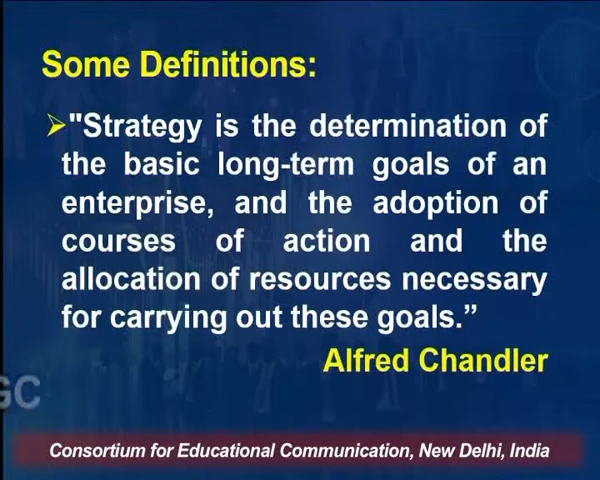 Some Definitions:
"Strategy is the determination of
the basic long-term goals of an
enterprise, and the adoption of
courses of action and the
allocation of resources necessary
for carrying out these goals.”
Alfred Chandler
GC
Consortium for Educational Communication, New Delhi, India